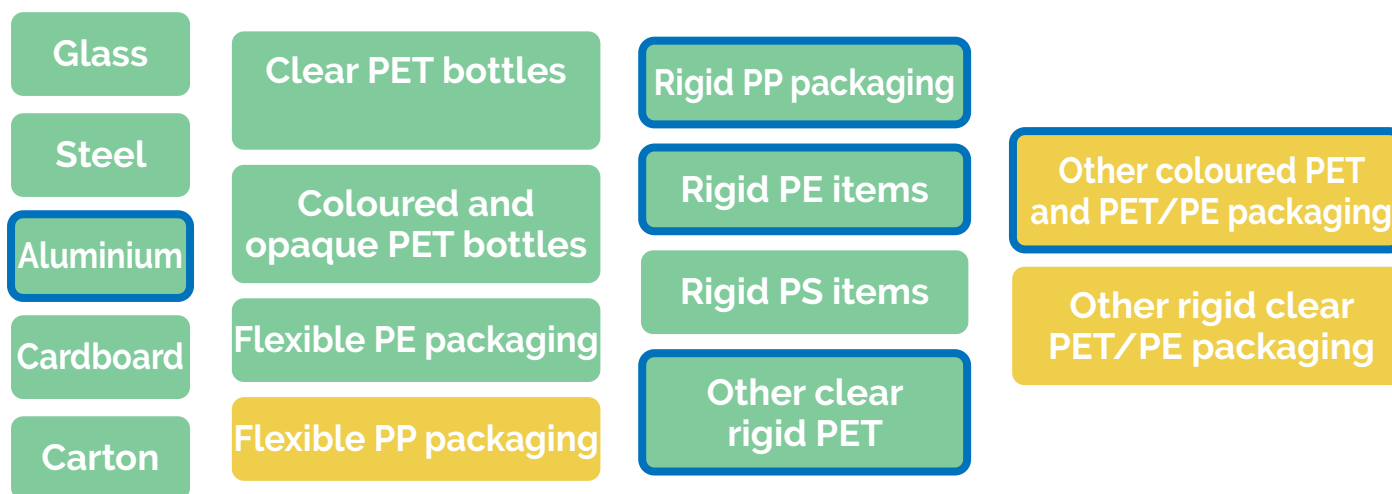 Glass
Steel
Aluminium
Cardboard
Carton
Clear PET bottles
Coloured and
opaque PET bottles
Flexible PE packaging
Flexible PP packaging
Rigid PP packaging
Rigid PE items
Rigid PS items
Other clear
rigid PET
Other coloured PET
and PET/PE packaging
Other rigid clear
PET/PE packaging